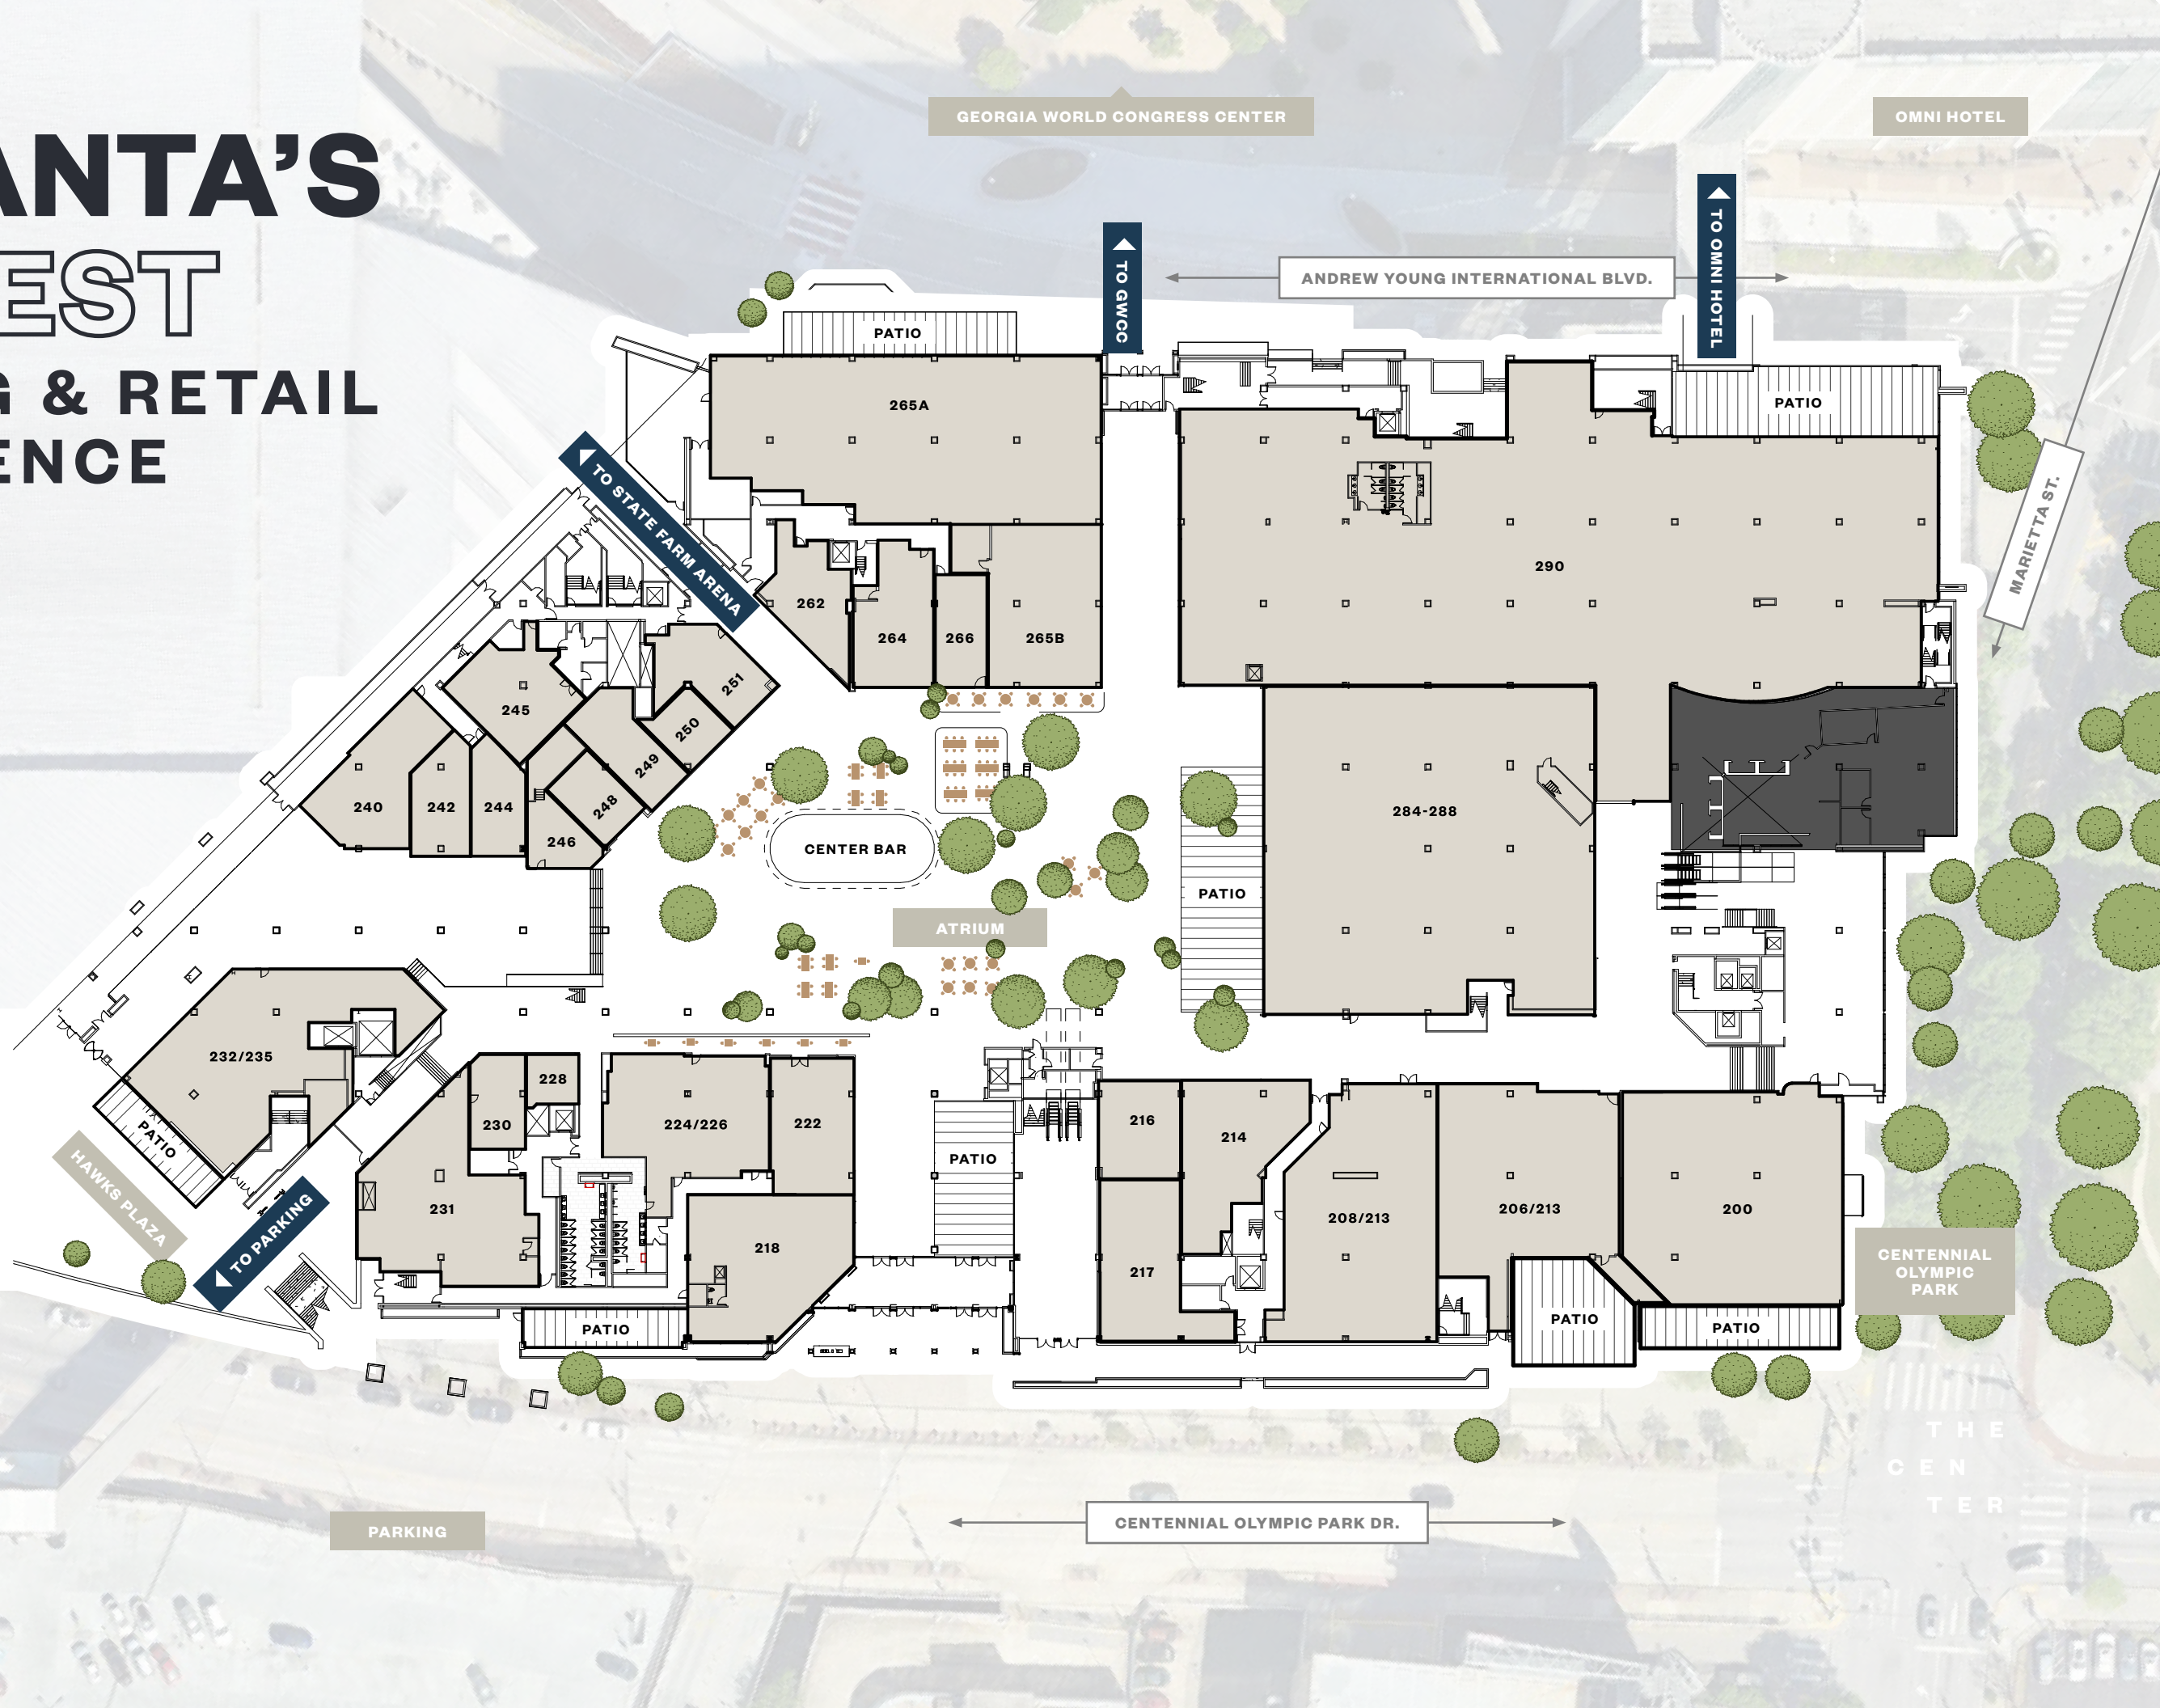 ANTA'S
EST
G & RETAIL
ENCE
GEORGIA WORLD CONGRESS CENTER
OMNI HOTEL
TO GWCC
ANDREW YOUNG INTERNATIONAL BLVD.
TO OMNI HOTEL
MARIETTA ST.
PATIO
265A
PATIO
TO STATE FARM ARENA
290
262
264
266
265B
251
250
245
249
248
240
242
244
246
CENTER BAR
284-288
PATIO
ATRIUM
232/235
PATIO
HAWKS PLAZA
TO PARKING
228
230
231
224/226
222
218
PATIO
PATIO
216
214
217
208/213
206/213
200
PATIO
PATIO
CENTENNIAL
OLYMPIC
PARK
THE
CEN
TER
CENTENNIAL OLYMPIC PARK DR.
PARKING